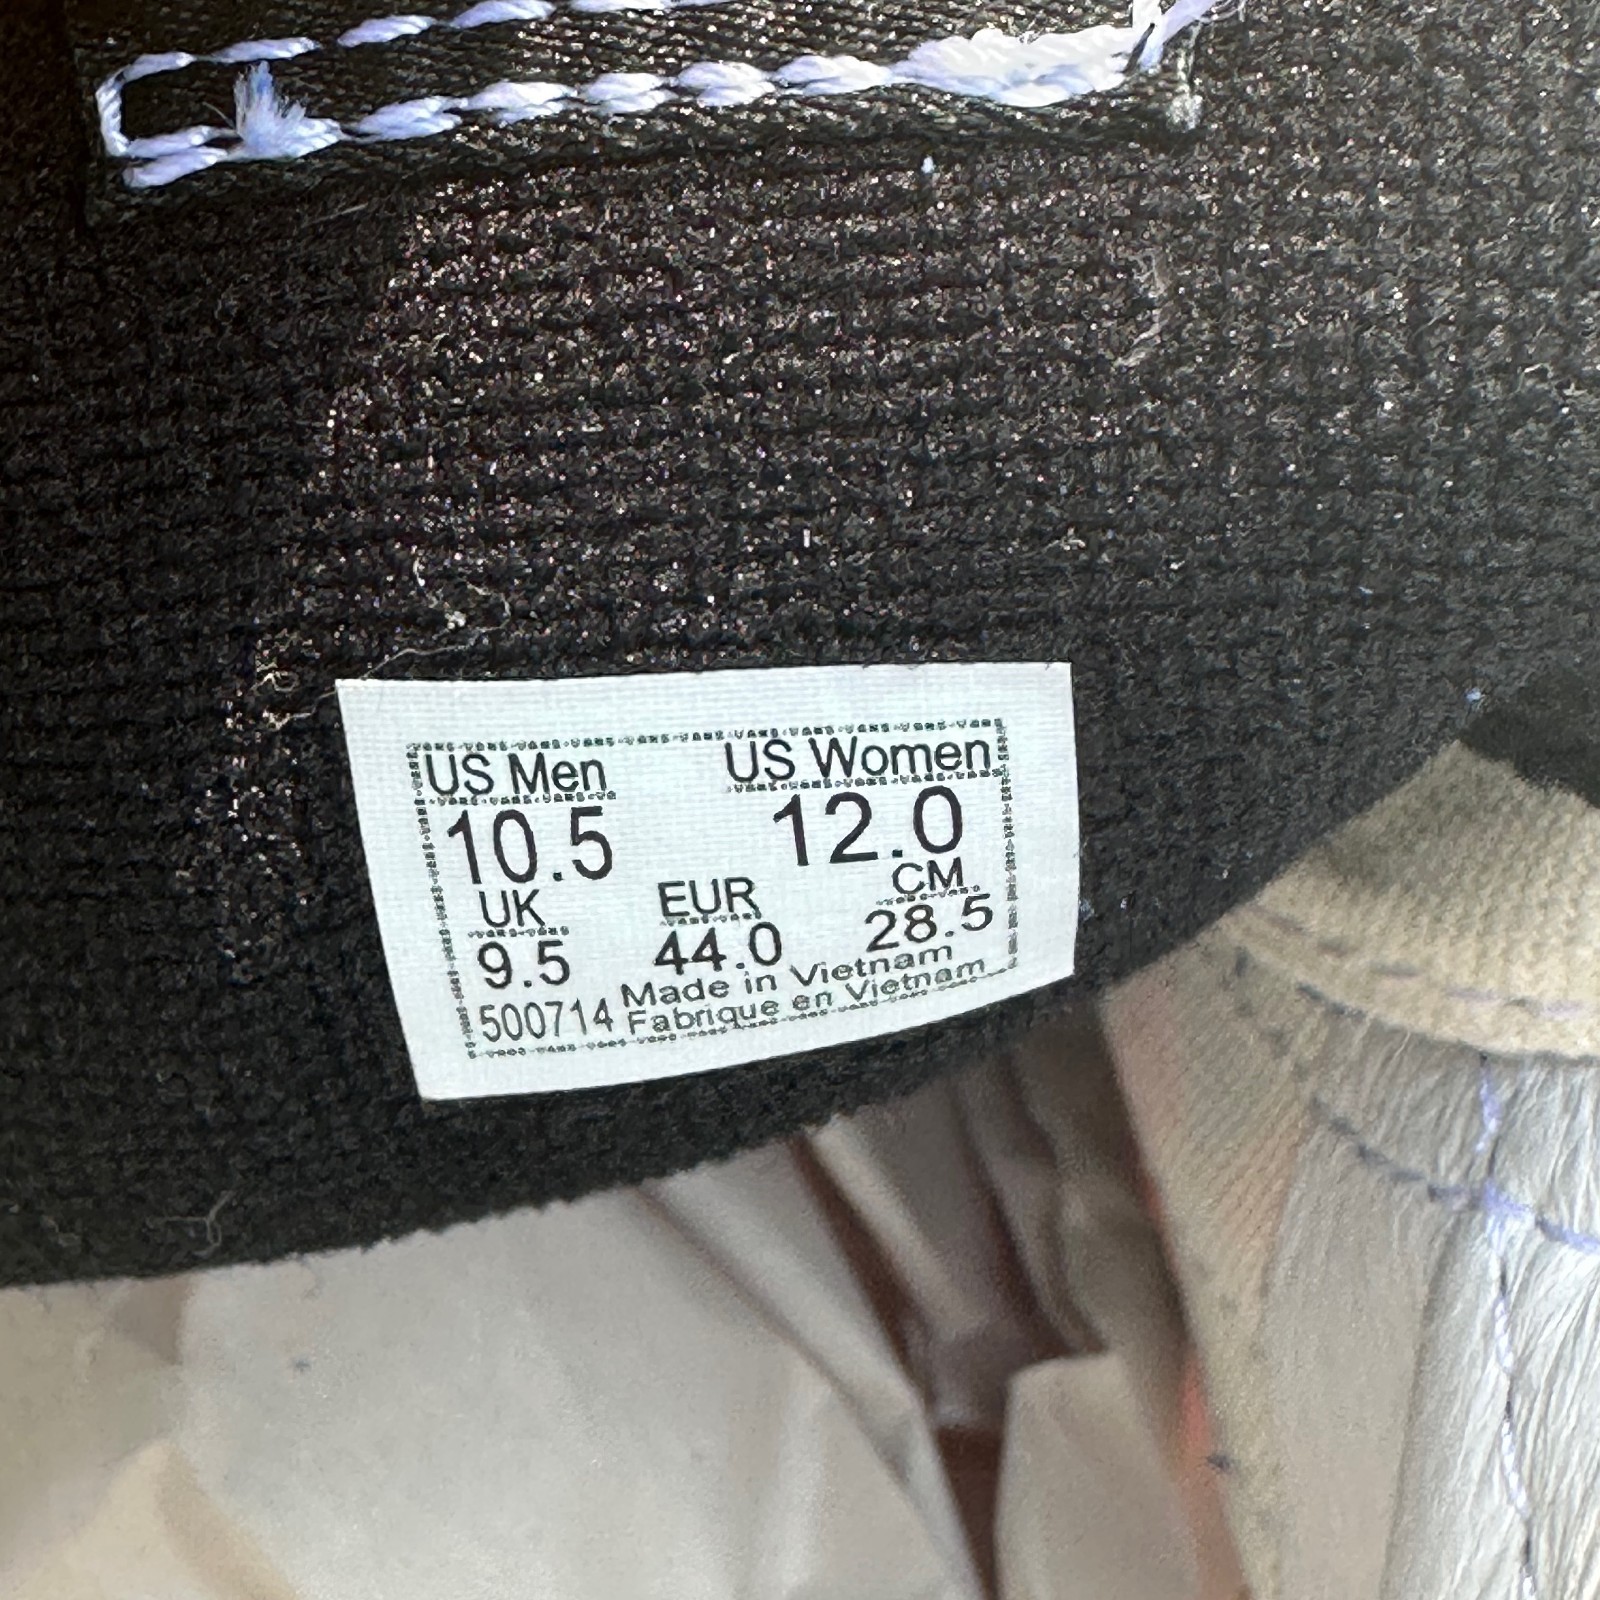 US Men US Women
10.5 12.0
UK EUR CM
9.5 44.0 28.5
500714 Made in Vietnam
Fabrique en Vietnam